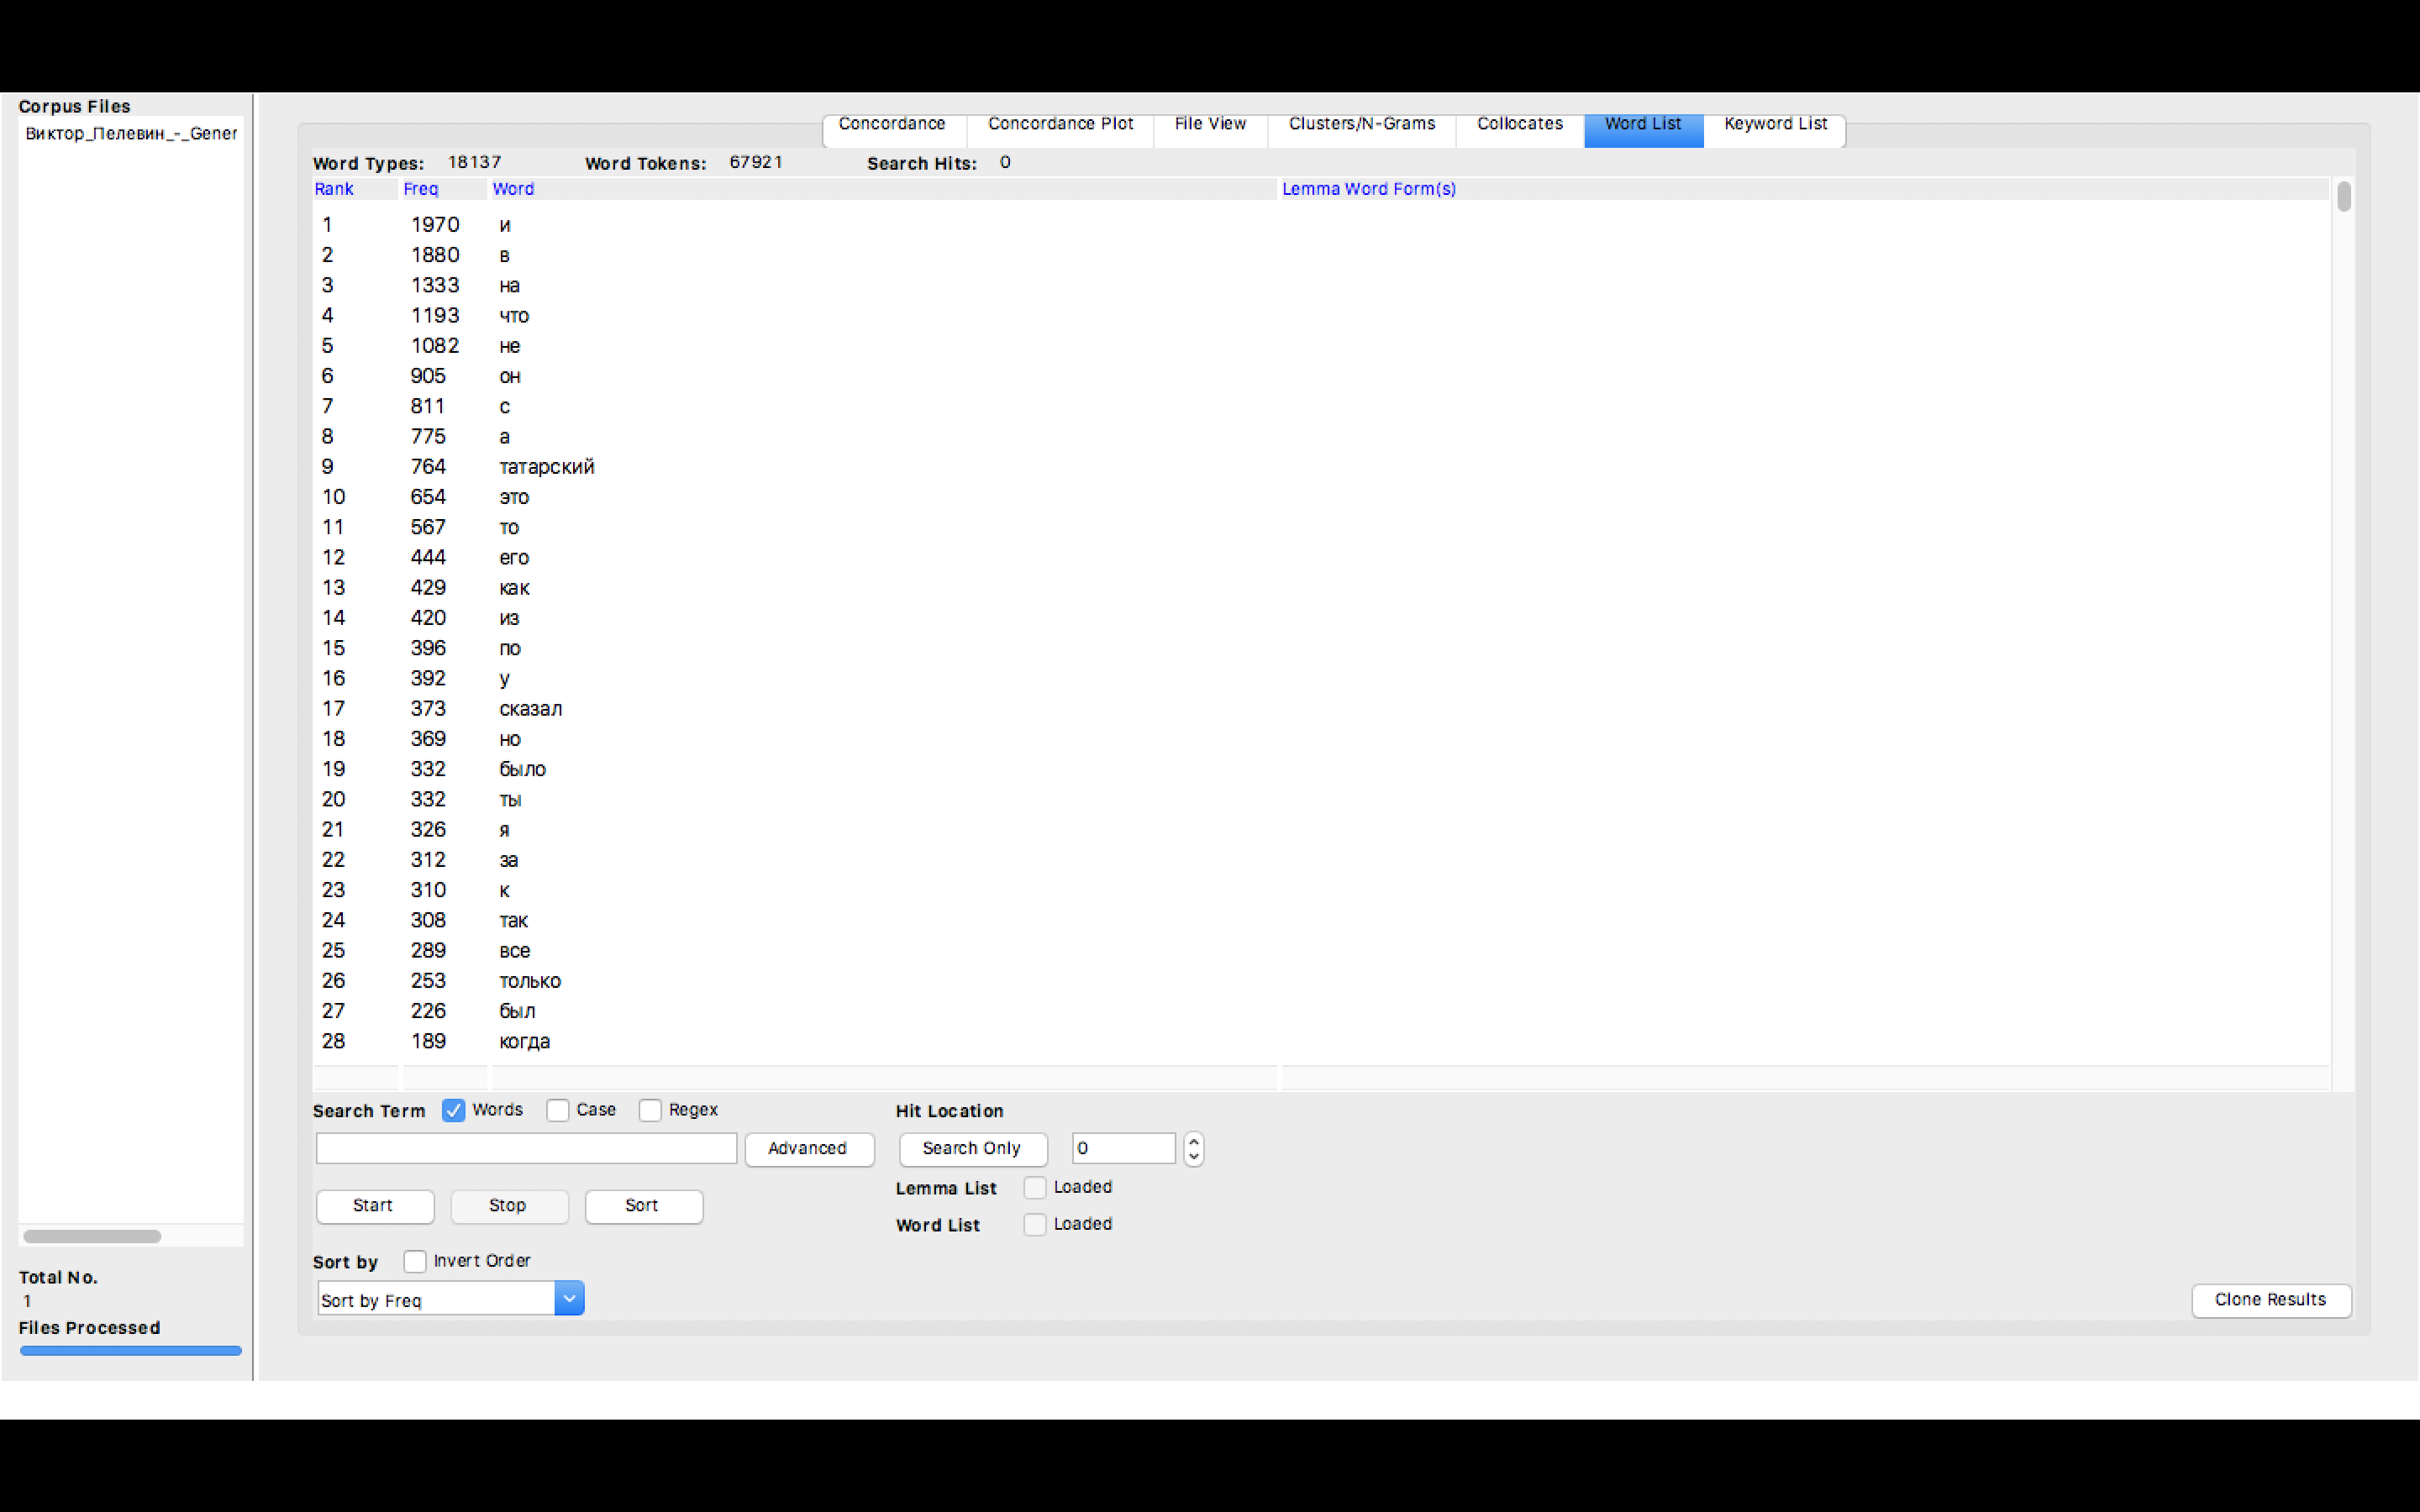 Corpus Files
Виктор_Пелевин_-_Gener
Concordance Concordance Plot File View Clusters/N-Grams Collocates Word List Keyword List
Word Types: 18137 Word Tokens: 67921 Search Hits: 0
Rank Freq Word Lemma Word Form(s)
1 1970 и
2 1880 в
3 1333 на
4 1193 что
5 1082 не
6 905 он
7 811 с
8 775 а
9 764 татарский
10 654 это
11 567 то
12 444 его
13 429 как
14 420 из
15 396 по
16 392 у
17 373 сказал
18 369 но
19 332 было
20 332 ты
21 326 я
22 312 за
23 310 к
24 308 так
25 289 все
26 253 только
27 226 был
28 189 когда
Search Term Words Case Regex Hit Location
Advanced Search Only 0
Lemma List Loaded
Start Stop Sort
Word List Loaded
Sort by Invert Order
Sort by Freq
Clone Results
Total No.
1
Files Processed